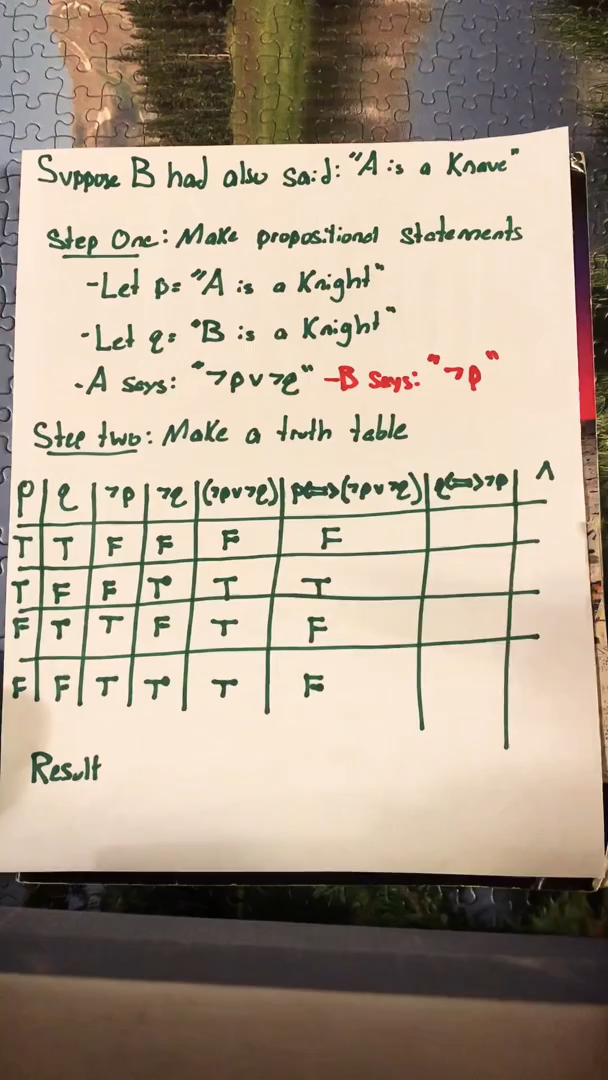 Suppose B had also said: "A is a Knave"
Step One: Make propositional statements
-Let p= "A is a Knight"
-Let q= "B is a Knight"
-A says: "¬p∨¬q" -B says: "¬p"
Step two: Make a truth table
p q ¬p ¬q (¬p∨¬q) p<=>(¬p∨¬q) q<=>¬p ∧
T T F F F F
T F F T T T
F T T F T F
F F T T T F
Result